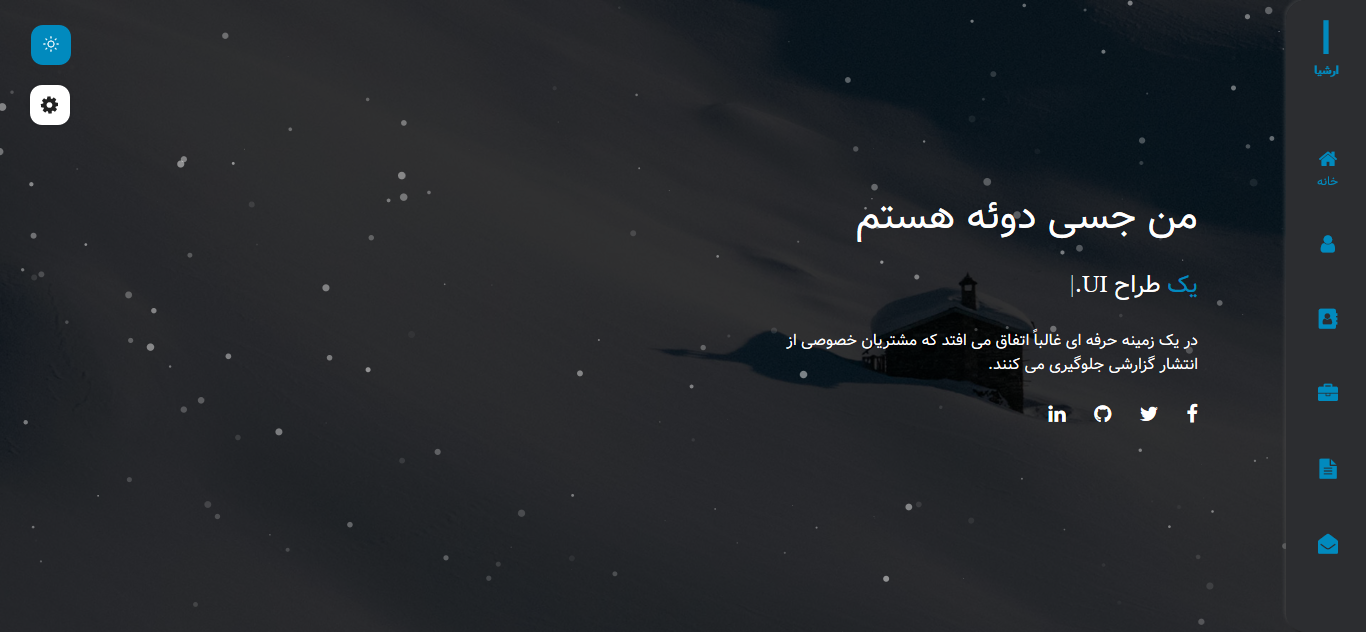 ارشیا
خانه
من جسی دوئه هستم
یک طراح UI.|
در یک زمینه حرفه ای غالباً اتفاق می افتد که مشتریان خصوصی از
انتشار گزارشی جلوگیری می کنند.